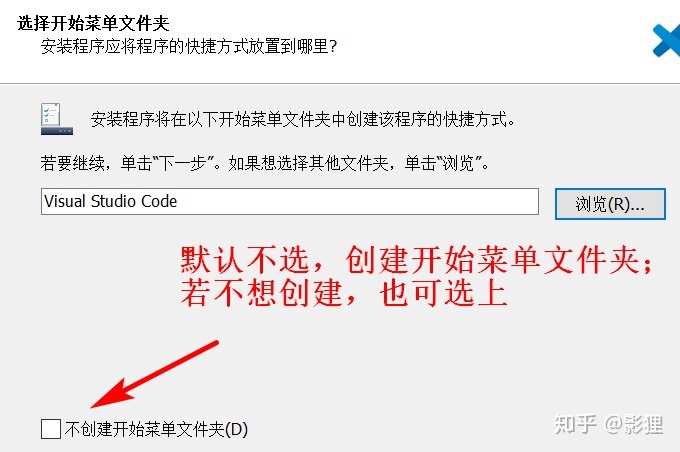 选择开始菜单文件夹
安装程序应将程序的快捷方式放置到哪里?
安装程序将在以下开始菜单文件夹中创建该程序的快捷方式。
若要继续，单击“下一步”。如果想选择其他文件夹，单击“浏览”。
Visual Studio Code
浏览(R)...
默认不选，创建开始菜单文件夹；
若不想创建，也可选上
不创建开始菜单文件夹(D)
知乎 @影狸